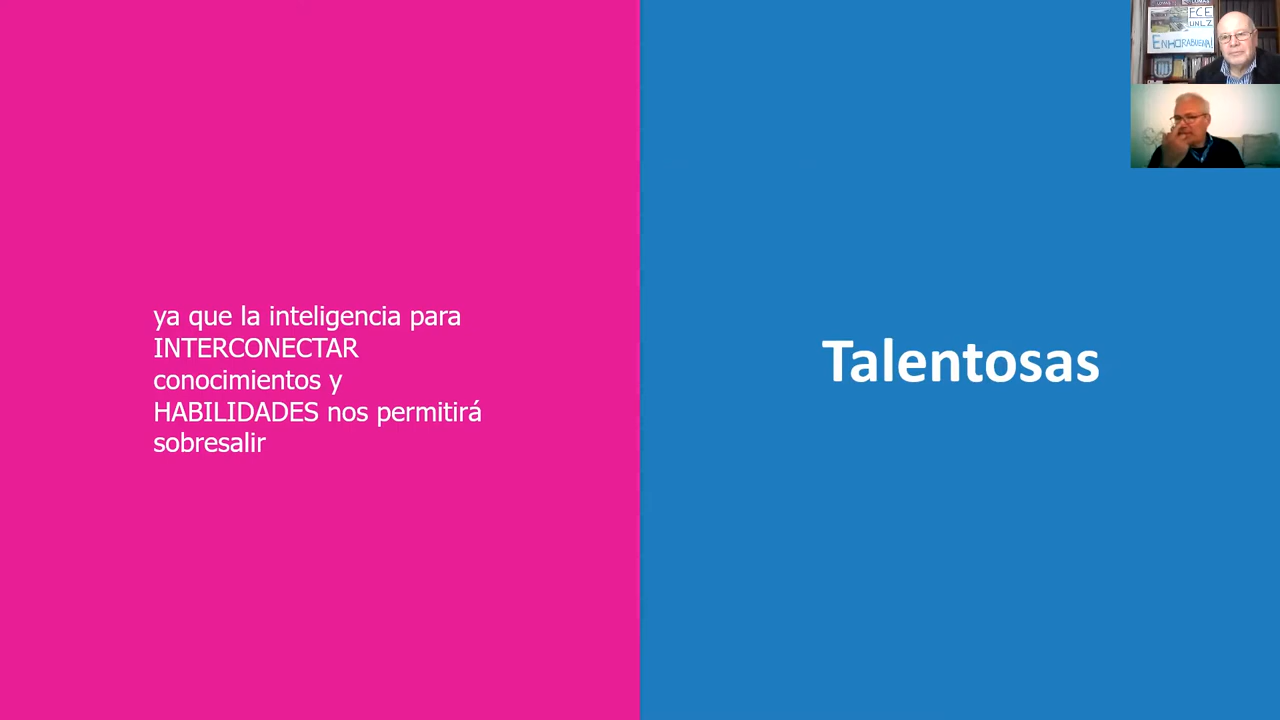 ya que la inteligencia para
INTERCONECTAR
conocimientos y
HABILIDADES nos permitirá
sobresalir
Talentosas
FCE
UNLZ
ENHORABUENA!